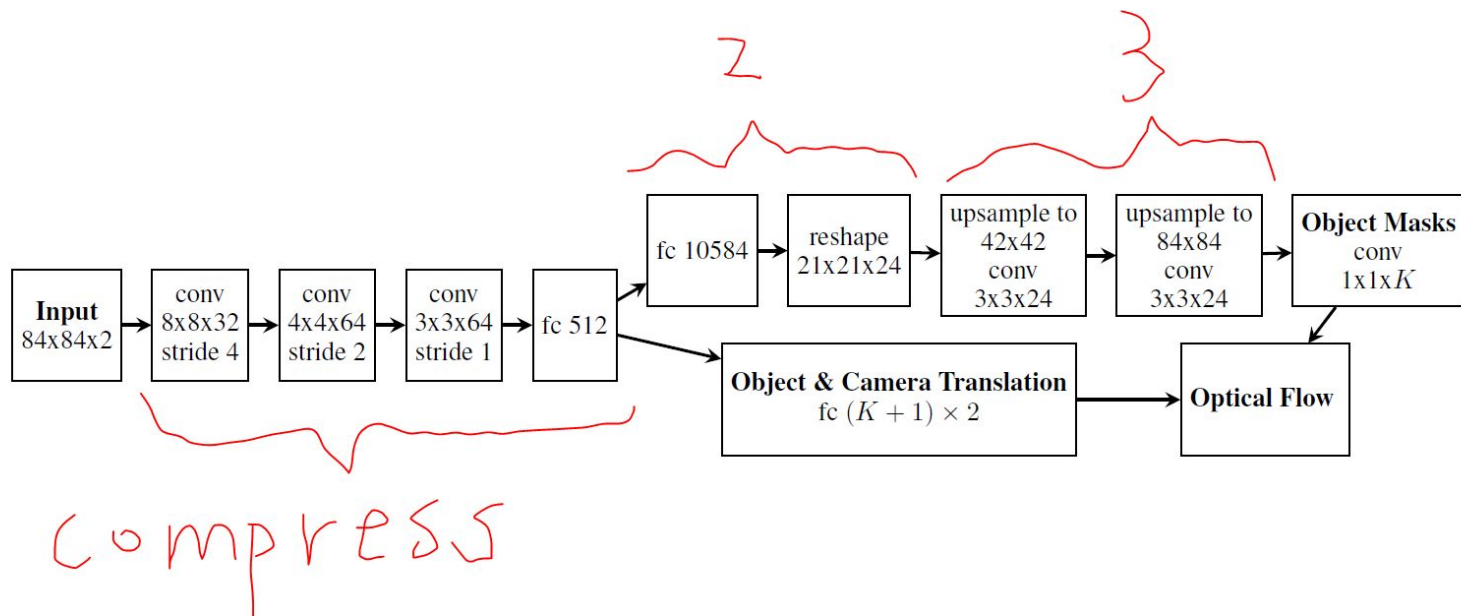 2
3
Input
84x84x2
conv
8x8x32
stride 4
conv
4x4x64
stride 2
conv
3x3x64
stride 1
fc 512
fc 10584
reshape
21x21x24
upsample to
42x42
conv
3x3x24
upsample to
84x84
conv
3x3x24
Object Masks
conv
1x1xK
Object & Camera Translation
fc (K + 1) × 2
Optical Flow
compress